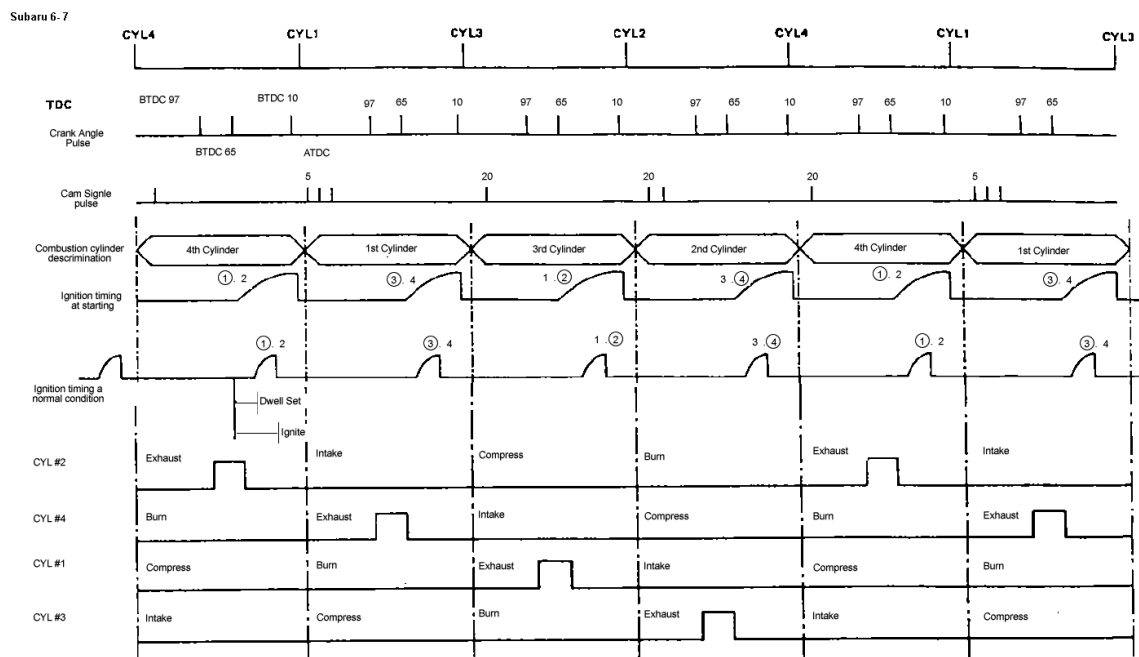 Subaru 6-7
CYL4 CYL1 CYL3 CYL2 CYL4 CYL1 CYL3
TDC
BTDC 97 BTDC 10 97 65 10 97 65 10 97 65 10 97 65 10 97 65
Crank Angle
Pulse
BTDC 65 ATDC
5 20 20 20 5
Cam Signle
pulse
Combustion cylinder
descrimination
4th Cylinder 1st Cylinder 3rd Cylinder 2nd Cylinder 4th Cylinder 1st Cylinder
①. 2 ③. 4 1 .② 3 .④ ①. 2 ③. 4
Ignition timing
at starting
①. 2 ③. 4 1 .② 3 .④ ①. 2 ③. 4
Ignition timing a
normal condition
Dwell Set
Ignite
CYL #2 Exhaust Intake Compress Burn Exhaust Intake
CYL #4 Burn Exhaust Intake Compress Burn Exhaust
CYL #1 Compress Burn Exhaust Intake Compress Burn
CYL #3 Intake Compress Burn Exhaust Intake Compress